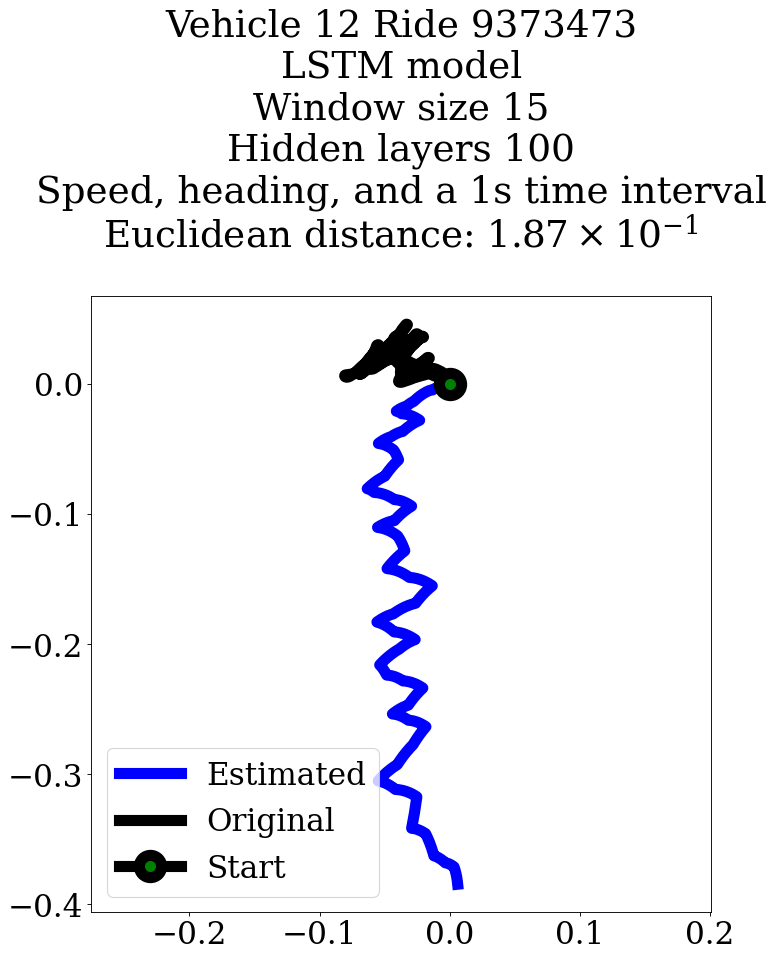 Vehicle 12 Ride 9373473
LSTM model
Window size 15
Hidden layers 100
Speed, heading, and a 1s time interval
Euclidean distance: 1.87 × 10⁻¹
0.0
−0.1
−0.2
−0.3
−0.4
Estimated
Original
Start
−0.2 −0.1 0.0 0.1 0.2